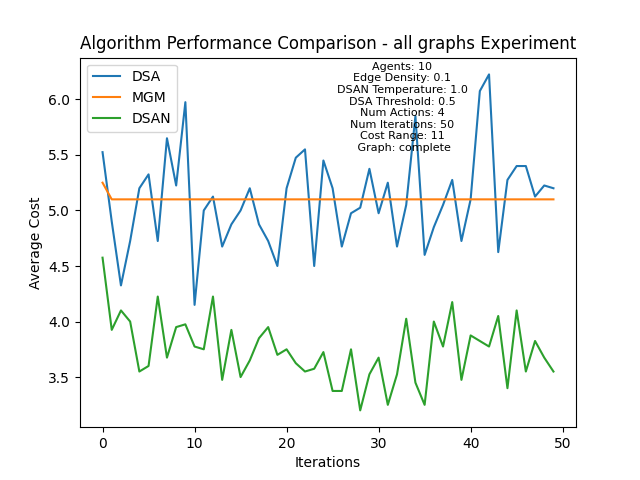 Algorithm Performance Comparison - all graphs Experiment
DSA
MGM
DSAN
Agents: 10
Edge Density: 0.1
DSAN Temperature: 1.0
DSA Threshold: 0.5
Num Actions: 4
Num Iterations: 50
Cost Range: 11
Graph: complete
Average Cost
6.0
5.5
5.0
4.5
4.0
3.5
0 10 20 30 40 50
Iterations